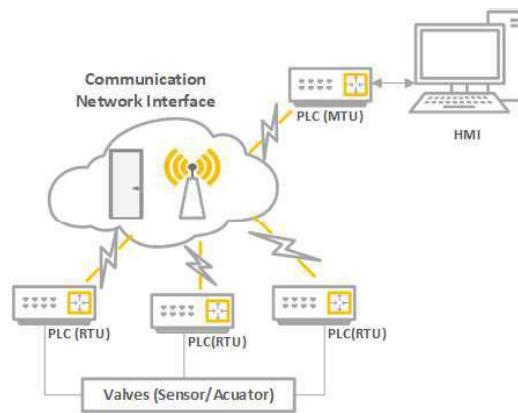 Communication
Network Interface
PLC (MTU)
HMI
PLC (RTU)
PLC(RTU)
PLC(RTU)
Valves (Sensor/Acuator)